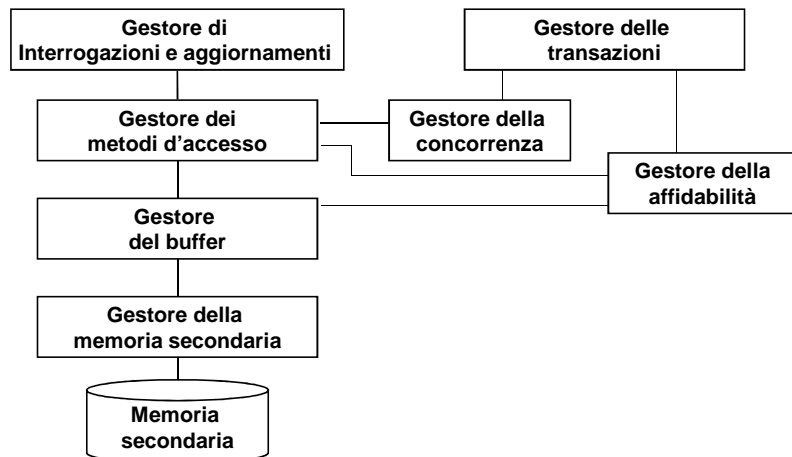 Gestore di
Interrogazioni e aggiornamenti
Gestore delle
transazioni
Gestore dei
metodi d'accesso
Gestore della
concorrenza
Gestore della
affidabilità
Gestore
del buffer
Gestore della
memoria secondaria
Memoria
secondaria